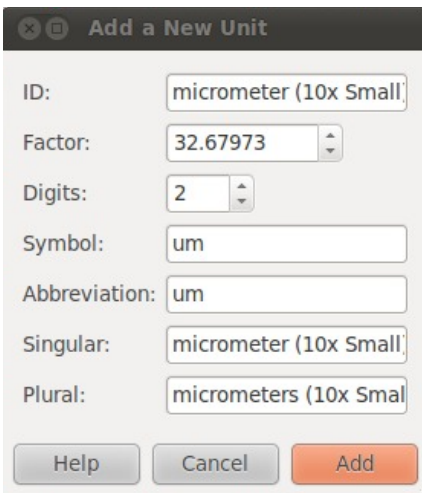 Add a New Unit
ID: micrometer (10x Small)
Factor: 32.67973
Digits: 2
Symbol: um
Abbreviation: um
Singular: micrometer (10x Small)
Plural: micrometers (10x Smal
Help Cancel Add